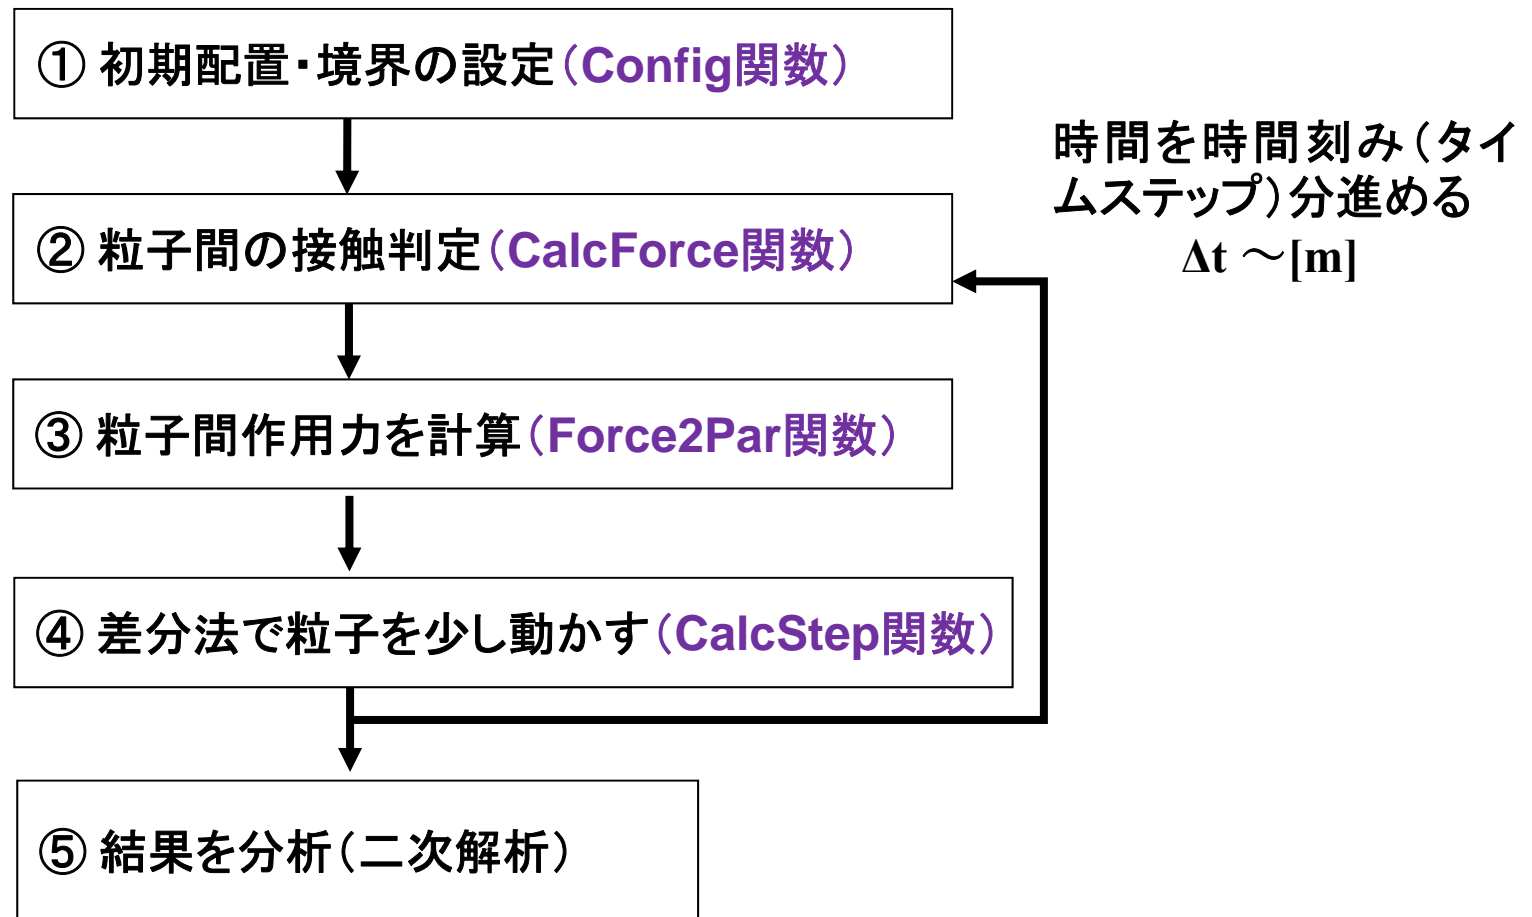 ① 初期配置・境界の設定（Config関数）
時間を時間刻み（タイ
ムステップ）分進める
Δt ～[m]
② 粒子間の接触判定（CalcForce関数）
③ 粒子間作用力を計算（Force2Par関数）
④ 差分法で粒子を少し動かす（CalcStep関数）
⑤ 結果を分析（二次解析）